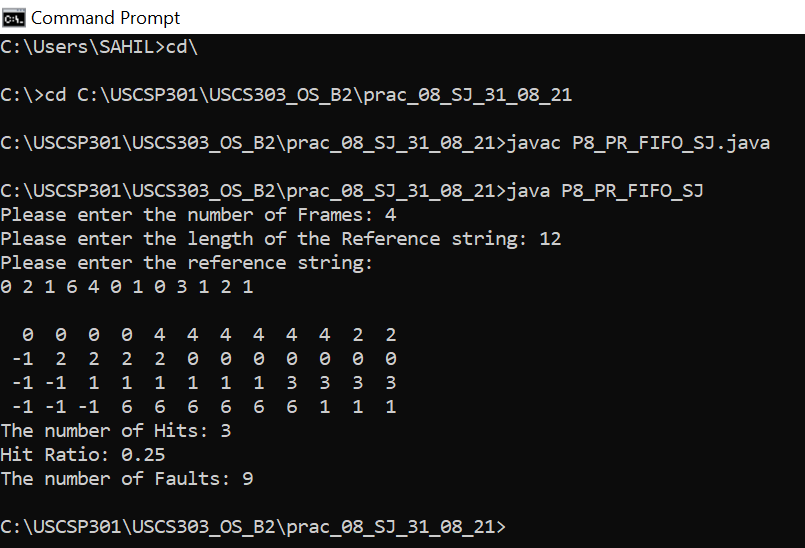 Command Prompt
C:\Users\SAHIL>cd\
C:\>cd C:\USCSP301\USCS303_OS_B2\prac_08_SJ_31_08_21
C:\USCSP301\USCS303_OS_B2\prac_08_SJ_31_08_21>javac P8_PR_FIFO_SJ.java
C:\USCSP301\USCS303_OS_B2\prac_08_SJ_31_08_21>java P8_PR_FIFO_SJ
Please enter the number of Frames: 4
Please enter the length of the Reference string: 12
Please enter the reference string:
0 2 1 6 4 0 1 0 3 1 2 1
0 0 0 0 4 4 4 4 4 4 2 2
-1 2 2 2 2 0 0 0 0 0 0 0
-1 -1 1 1 1 1 1 1 3 3 3 3
-1 -1 -1 6 6 6 6 6 6 1 1 1
The number of Hits: 3
Hit Ratio: 0.25
The number of Faults: 9
C:\USCSP301\USCS303_OS_B2\prac_08_SJ_31_08_21>